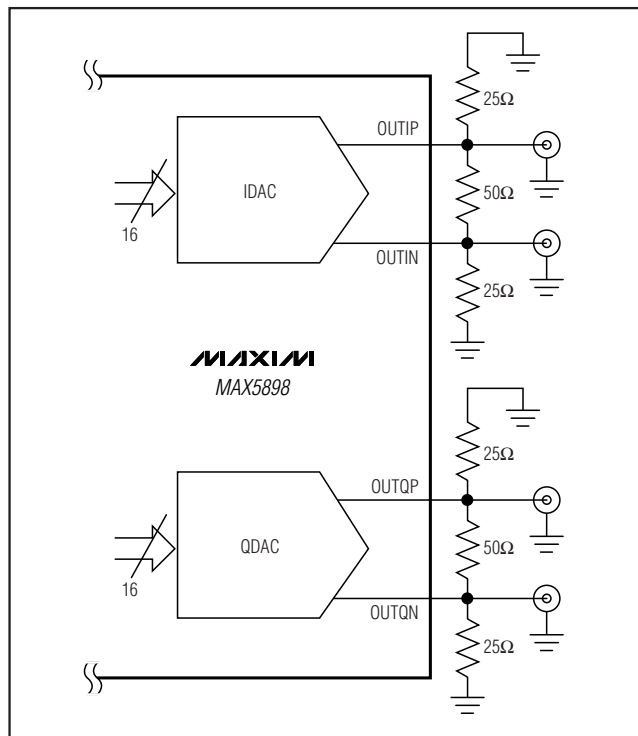 25Ω
OUTIP
IDAC
50Ω
16
OUTIN
25Ω
MAXIM
MAX5898
25Ω
OUTQP
QDAC
50Ω
16
OUTQN
25Ω